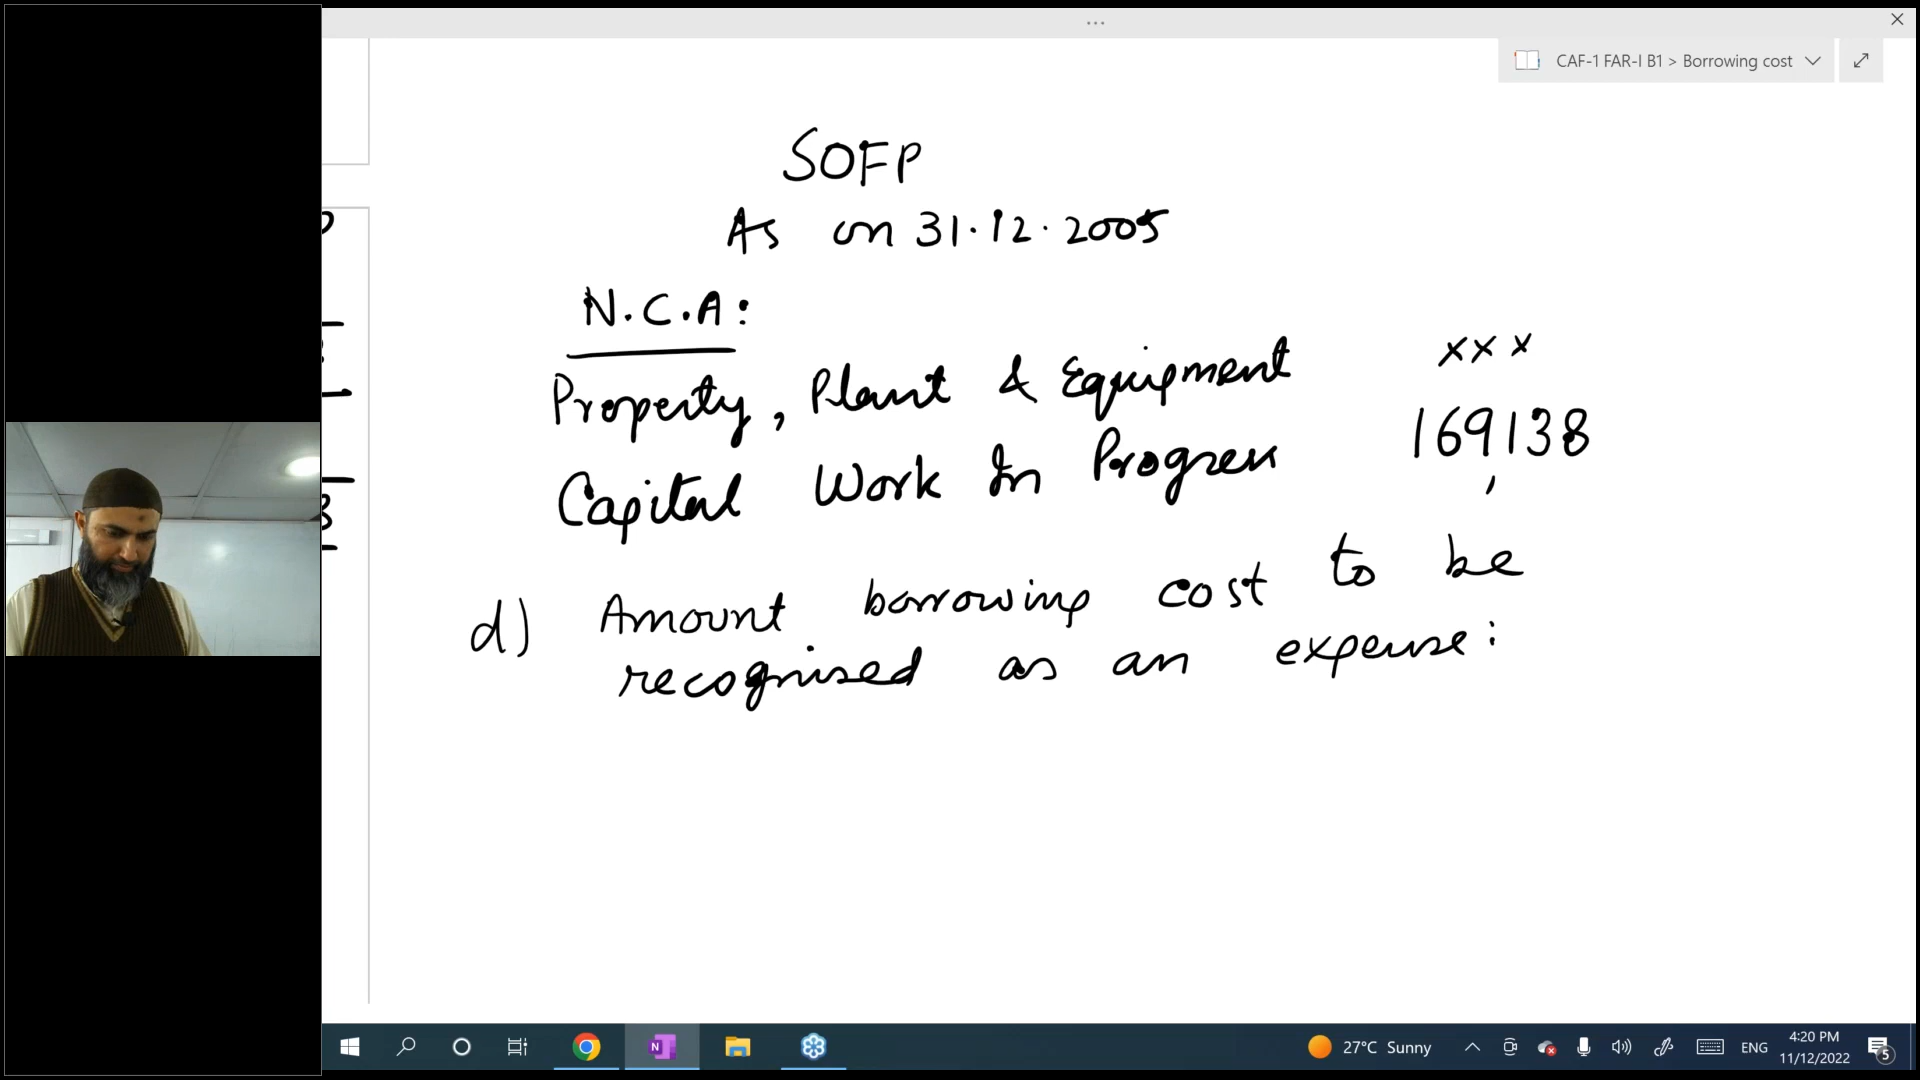 ...
CAF-1 FAR-I B1 > Borrowing cost
SOFP
As on 31.12.2005
N.C.A:
Property, Plant & Equipment xxx
Capital Work In Progress 169138
d) Amount borrowing cost to be
recognised as an expense:
27°C Sunny
ENG
4:20 PM
11/12/2022
5